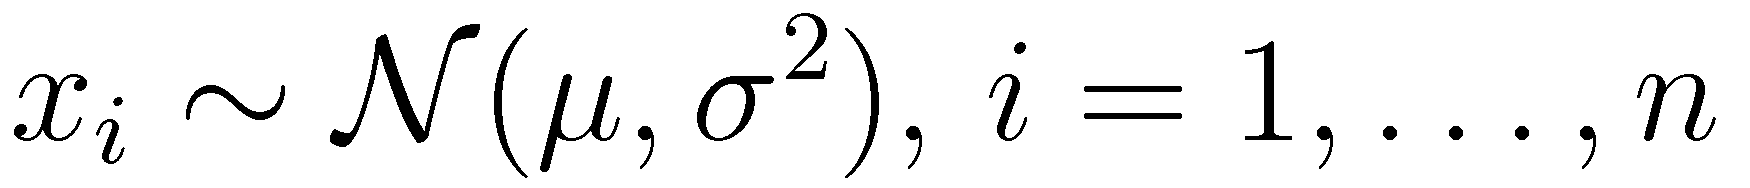 x_i ∼ 𝒩(μ, σ²), i = 1, . . . , n